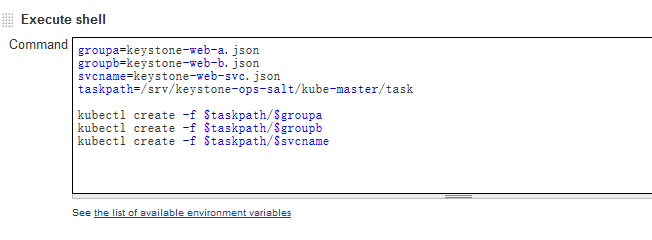 Execute shell
Command
groupa=keystone-web-a.json
groupb=keystone-web-b.json
svcname=keystone-web-svc.json
taskpath=/srv/keystone-ops-salt/kube-master/task
kubectl create -f $taskpath/$groupa
kubectl create -f $taskpath/$groupb
kubectl create -f $taskpath/$svcname
See the list of available environment variables